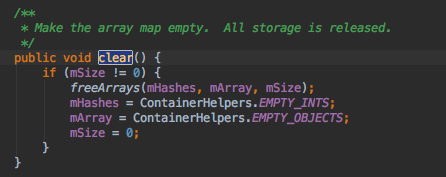 /**
* Make the array map empty.  All storage is released.
*/
public void clear() {
if (mSize != 0) {
freeArrays(mHashes, mArray, mSize);
mHashes = ContainerHelpers.EMPTY_INTS;
mArray = ContainerHelpers.EMPTY_OBJECTS;
mSize = 0;
}
}